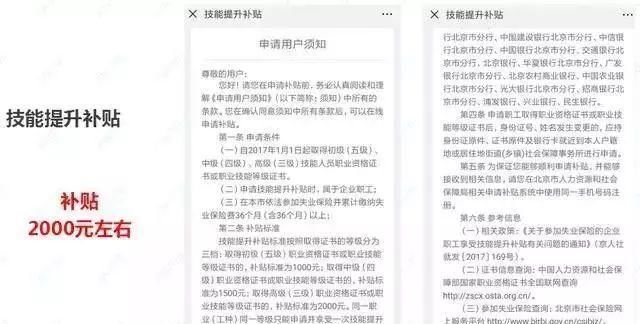 技能提升补贴
补贴
2000元左右
× 技能提升补贴 ...
申请用户须知
尊敬的用户:
您好！请您在申请补贴前，务必认真阅读和理
解《申请用户须知》（以下简称：须知）中所有的
条款。您在确认同意须知中所有条款后，可以在线
申请补贴。
第一条 申请条件
（一）自2017年1月1日起取得初级（五级）、
中级（四级）、高级（三级）技能人员职业资格证
书或职业技能等级证书。
（二）申请技能提升补贴时，属于企业职工；
（三）在本市依法参加失业保险并累计缴纳失
业保险费36个月（含36个月）以上；
第二条 补贴标准
技能提升补贴标准按照取得证书的等级分为
三档：取得初级（五级）职业资格证书或职业技能
等级证书的，补贴标准为1000元；取得中级（四
级）职业资格证书或职业技能等级证书的，补贴标
准为1500元；取得高级（三级）职业资格证书或职
业技能等级证书的，补贴标准为2000元。同一职
业（工种）同一等级只能申请并享受一次技能提升
× 技能提升补贴 ...
行北京市分行、中国建设银行北京市分行、中信银
行北京市分行、中国银行北京市分行、交通银行北
京市分行、北京银行、华夏银行北京市分行、广发
银行北京市分行、北京农村商业银行、中国农业银
行北京市分行、光大银行北京市分行、招商银行北
京市分行、浦发银行、兴业银行、民生银行。
第四条 申请职工取得职业资格证书或职业技
能等级证书后，身份证号、姓名发生变更的，应持
身份证原件、证书原件及银行卡就近到本人户籍
地或居住地街道(乡镇)社会保障事务所进行申请。
第五条 为保证您能够顺利申请补贴，并能够
接收到相关信息，请您在北京市人力资源和社会
保障局相关申请补贴系统中使用同一手机号码注
册。
第六条 参考信息
（一）相关政策：《关于参加失业保险的企业
职工享受技能提升补贴有关问题的通知》（京人社
就发 [2017] 169号）。
（二）证书信息查询：中国人力资源和社会保
障部国家职业资格证书全国联网查询
http://zscx.osta.org.cn/。
（三）参加失业保险查询：北京市社会保险网
上服务平台 http://www.bjbi.gov.cn/csibiz/